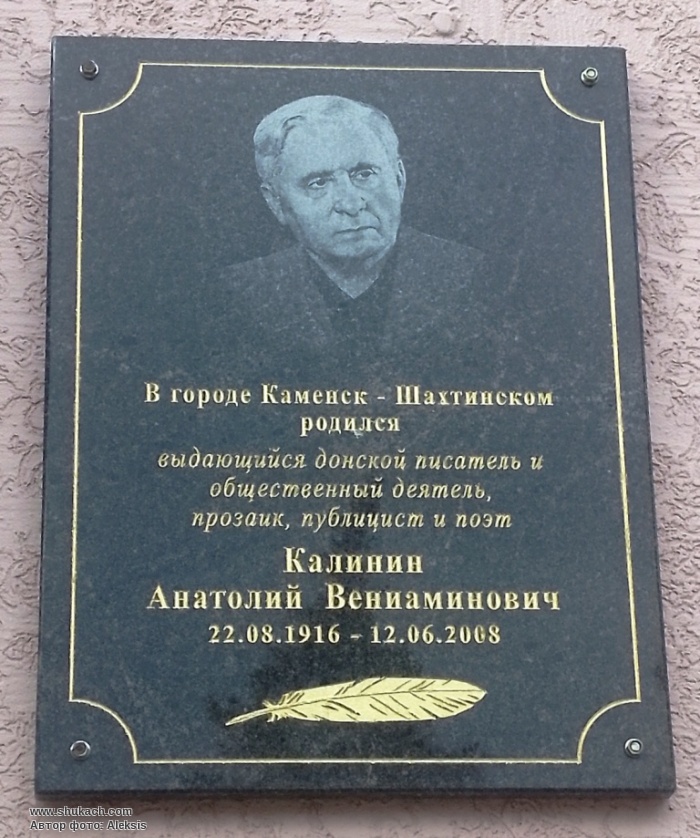 В городе Каменск - Шахтинском
родился
выдающийся донской писатель и
общественный деятель,
прозаик, публицист и поэт
Калинин
Анатолий Вениаминович
22.08.1916 - 12.06.2008
www.shukach.com
Автор фото: Aleksis